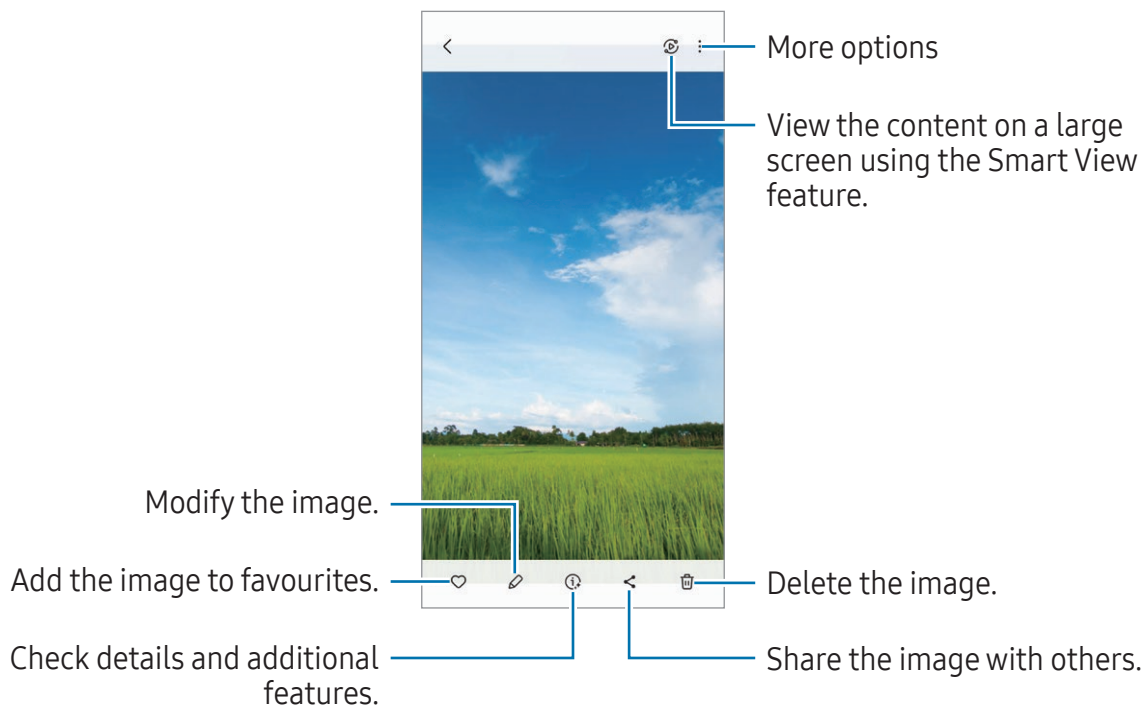 More options
View the content on a large
screen using the Smart View
feature.
Modify the image.
Add the image to favourites.
Check details and additional
features.
Delete the image.
Share the image with others.